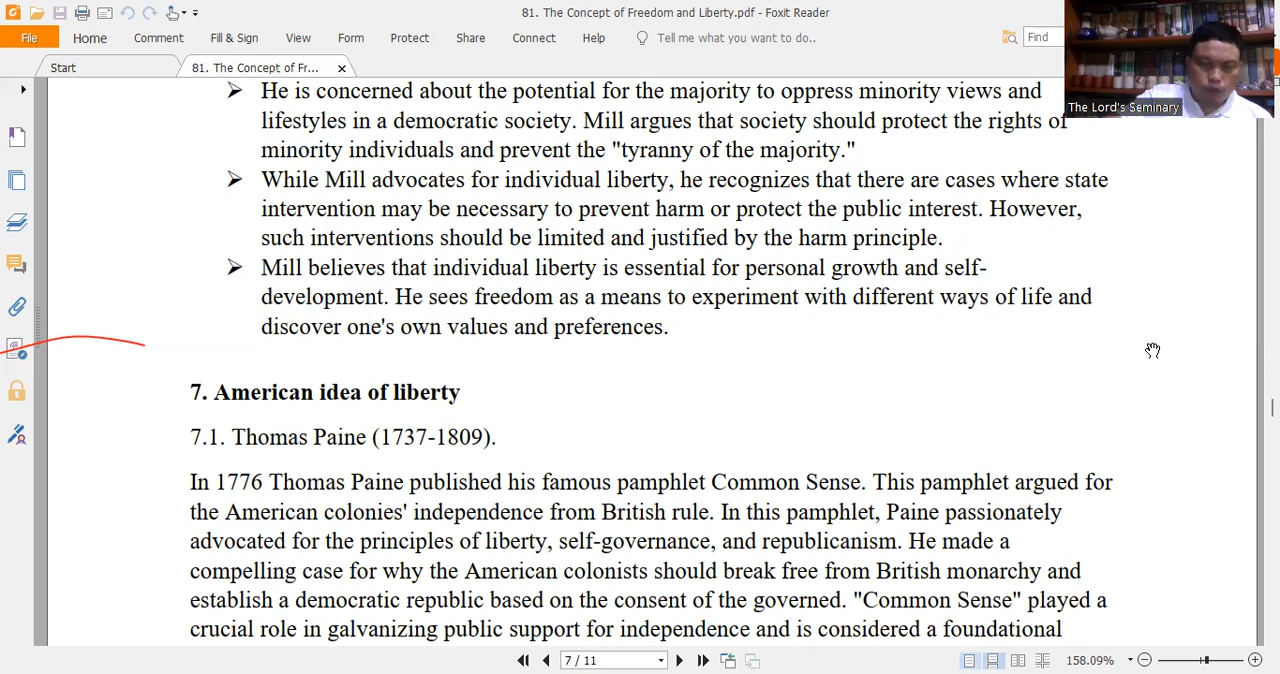 81. The Concept of Freedom and Liberty.pdf - Foxit Reader
File Home Comment Fill & Sign View Form Protect Share Connect Help Tell me what you want to do.. Find
Start 81. The Concept of Fr...
The Lord's Seminary
He is concerned about the potential for the majority to oppress minority views and
lifestyles in a democratic society. Mill argues that society should protect the rights of
minority individuals and prevent the "tyranny of the majority."
While Mill advocates for individual liberty, he recognizes that there are cases where state
intervention may be necessary to prevent harm or protect the public interest. However,
such interventions should be limited and justified by the harm principle.
Mill believes that individual liberty is essential for personal growth and self-
development. He sees freedom as a means to experiment with different ways of life and
discover one's own values and preferences.
7. American idea of liberty
7.1. Thomas Paine (1737-1809).
In 1776 Thomas Paine published his famous pamphlet Common Sense. This pamphlet argued for
the American colonies' independence from British rule. In this pamphlet, Paine passionately
advocated for the principles of liberty, self-governance, and republicanism. He made a
compelling case for why the American colonists should break free from British monarchy and
establish a democratic republic based on the consent of the governed. "Common Sense" played a
crucial role in galvanizing public support for independence and is considered a foundational
7 / 11
158.09%